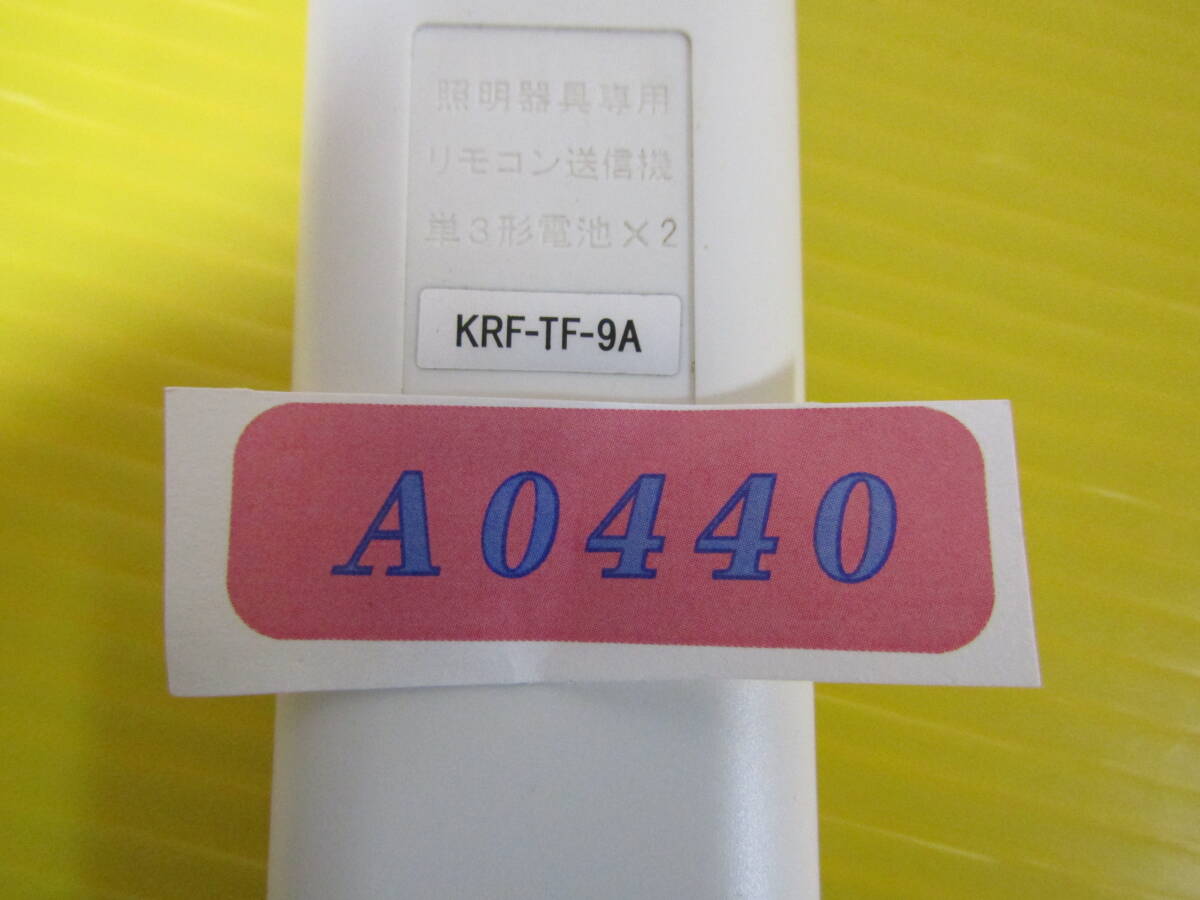 照明器具専用
リモコン送信機
単3形電池×2
KRF-TF-9A
A0440